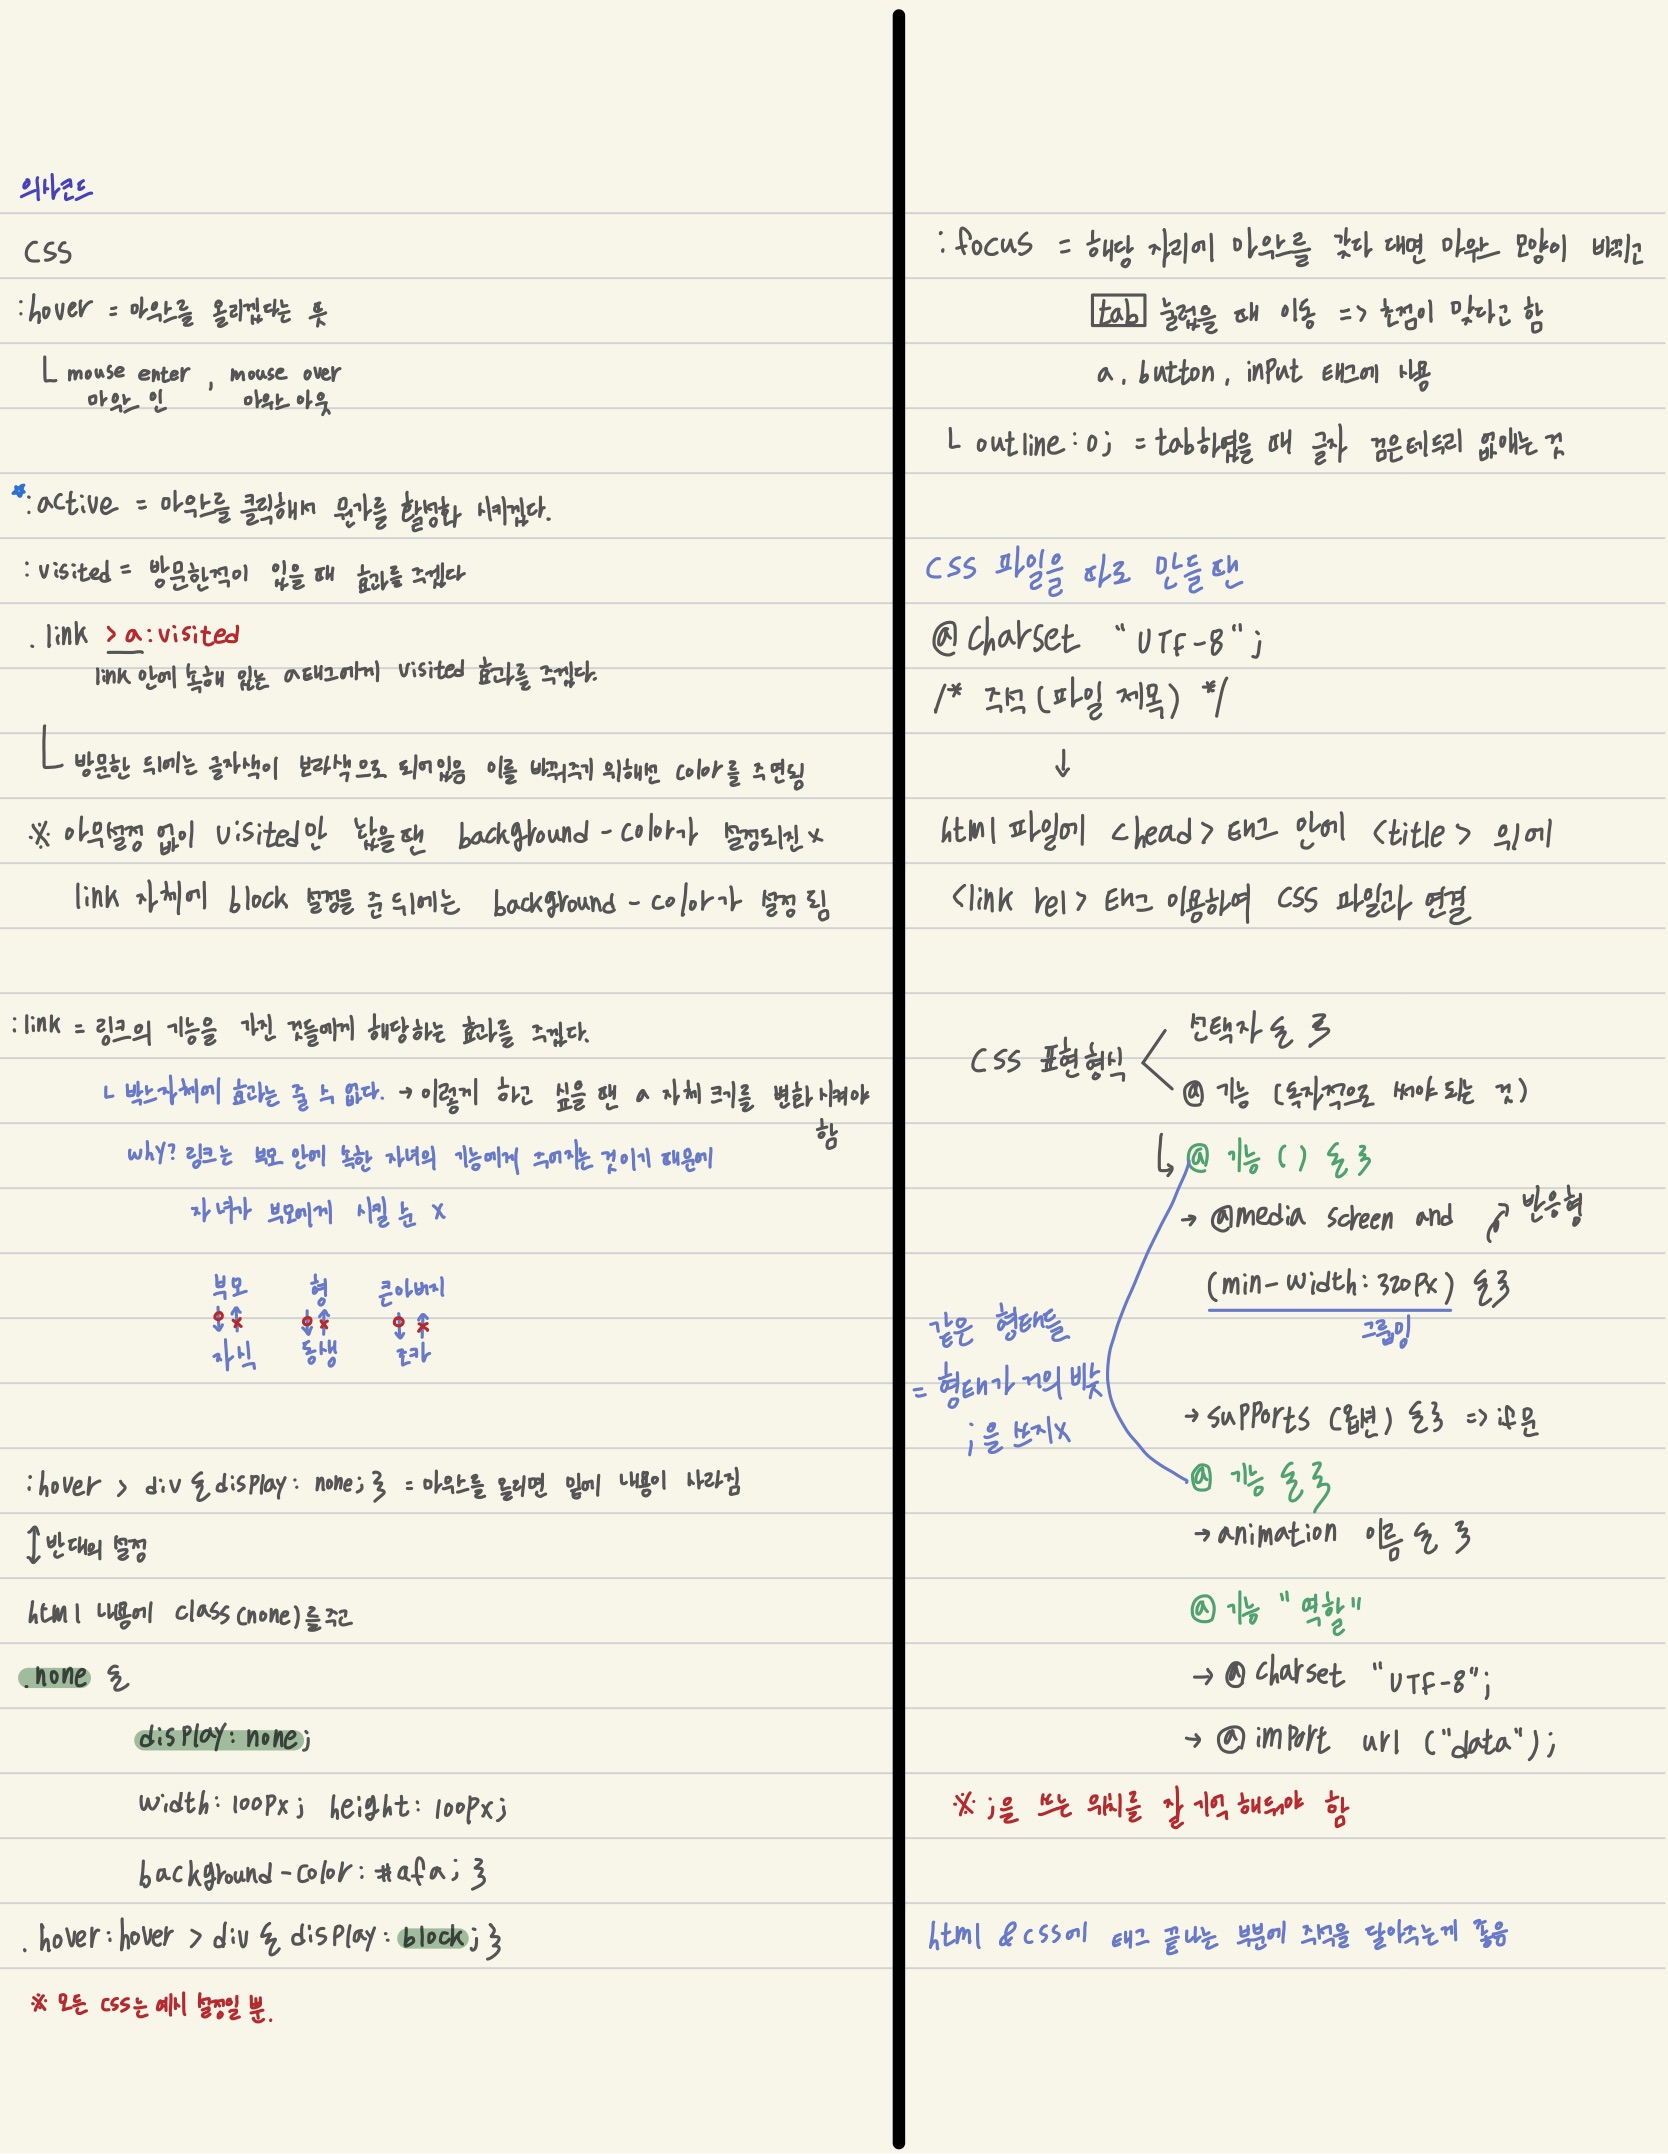 의사코드
CSS
:hover = 마우스를 올리겠다는 뜻
ㄴ mouse enter , mouse over
마우스 인 마우스 아웃
*:active = 마우스를 클릭해서 뭔가를 활성화 시키겠다.
:visited = 방문한적이 있을 때 효과를 주겠다
.link > a:visited
link 안에 속해 있는 a태그에게 visited 효과를 주겠다.
ㄴ 방문한 뒤에는 글자색이 보라색으로 되어있음 이를 바꿔주기 위해선 color를 주면됨
※ 아무설정 없이 visited만 놨을땐 background-color가 설정되진 x
link 자체에 block 설정을 준 뒤에는 background-color가 설정 됨
:link = 링크의 기능을 가진 것들에게 해당하는 효과를 주겠다.
ㄴ 박스자체에 효과는 줄 수 없다. → 이렇게 하고 싶을 땐 a 자체 크기를 변화 시켜야
함
why? 링크는 부모 안에 속한 자녀의 기능에게 주어지는 것이기 때문에
자녀가 부모에게 시킬 순 x
부모 형 큰아버지
자식 동생 조카
:hover > div {display: none;} = 마우스를 올리면 밑에 내용이 사라짐
↕ 반대의 설정
html 내용에 class(none)를 주고
.none {
display: none;
width: 100px; height: 100px;
background-color: #afa; }
.hover:hover > div { display: block; }
※ 모든 css는 예시 설정일 뿐.
:focus = 해당 자리에 마우스를 갖다 대면 마우스 모양이 바뀌고
tab 눌렀을 때 이동 => 초점이 맞다고 함
a, button, input 태그에 사용
ㄴ outline: 0; = tab하였을 때 글자 검은테두리 없애는 것
CSS 파일을 따로 만들 땐
@charset "UTF-8";
/* 주석 (파일 제목) */
↓
html 파일에 <head> 태그 안에 <title> 위에
<link rel> 태그 이용하여 CSS 파일과 연결
CSS 표현형식 < 선택자 { }
@ 기능 (독자적으로 써야 되는 것)
↳ @ 기능 ( ) { }
→ @media screen and ↗ 반응형
(min-width: 320px) { }
그룹핑
같은 형태들
= 형태가 거의 비슷
;을 쓰지x
→ supports (옵션) { } => if문
@ 기능 { }
→ animation 이름 { }
@ 기능 "역할"
→ @charset "UTF-8";
→ @import url ("data");
※ ;을 쓰는 위치를 잘 기억 해둬야 함
html & css에 태그 끝나는 부분에 주석을 달아주는게 좋음